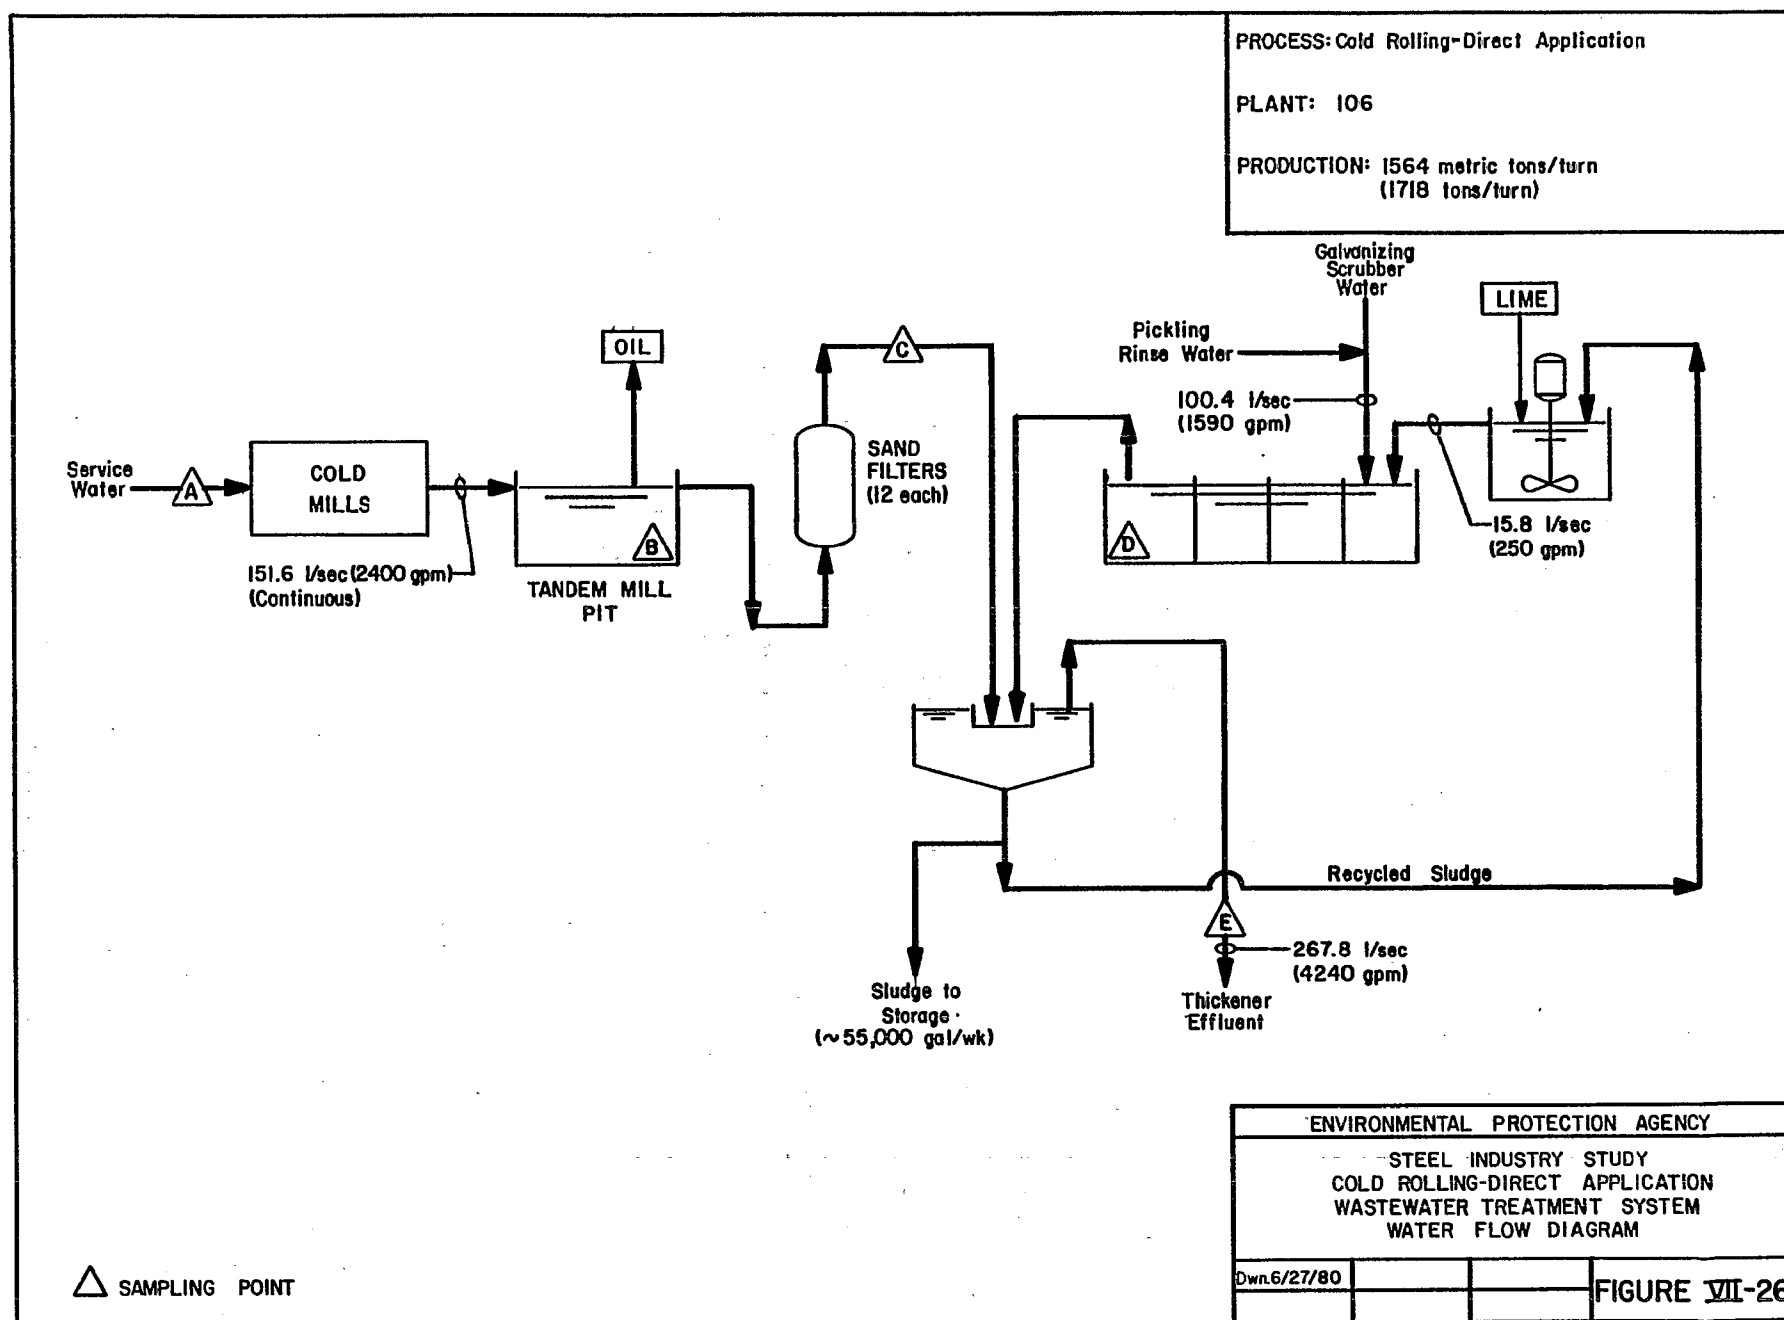 PROCESS: Cold Rolling-Direct Application
PLANT: 106
PRODUCTION: 1564 metric tons/turn
(1718 tons/turn)
Galvanizing
Scrubber
Water
LIME
Pickling
Rinse Water
OIL
C
100.4 l/sec
(1590 gpm)
SAND
FILTERS
(12 each)
Service
Water
A
COLD
MILLS
B
D
15.8 l/sec
(250 gpm)
151.6 l/sec (2400 gpm)
(Continuous)
TANDEM MILL
PIT
Recycled Sludge
E
267.8 l/sec
(4240 gpm)
Sludge to
Storage
(~55,000 gal/wk)
Thickener
Effluent
ENVIRONMENTAL PROTECTION AGENCY
STEEL INDUSTRY STUDY
COLD ROLLING-DIRECT APPLICATION
WASTEWATER TREATMENT SYSTEM
WATER FLOW DIAGRAM
Dwn.6/27/80
FIGURE VII-26
SAMPLING POINT